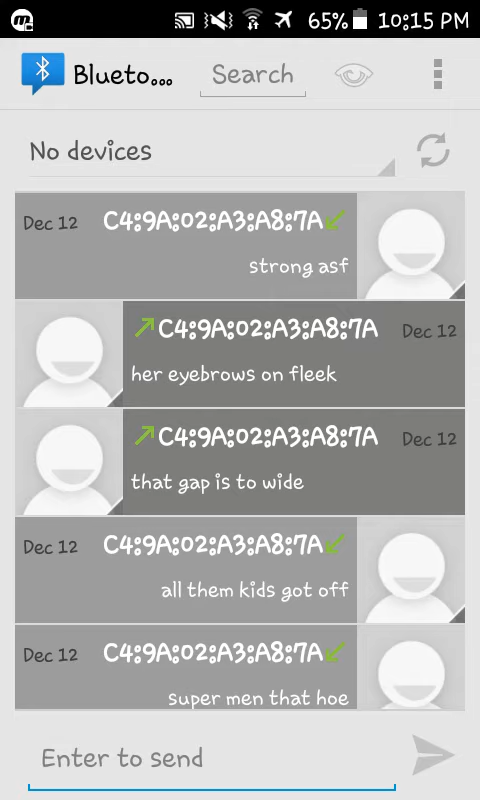 65% 10:15 PM
Blueto... Search
No devices
Dec 12 C4:9A:02:A3:A8:7A
strong asf
C4:9A:02:A3:A8:7A Dec 12
her eyebrows on fleek
C4:9A:02:A3:A8:7A Dec 12
that gap is to wide
Dec 12 C4:9A:02:A3:A8:7A
all them kids got off
Dec 12 C4:9A:02:A3:A8:7A
super men that hoe
Enter to send